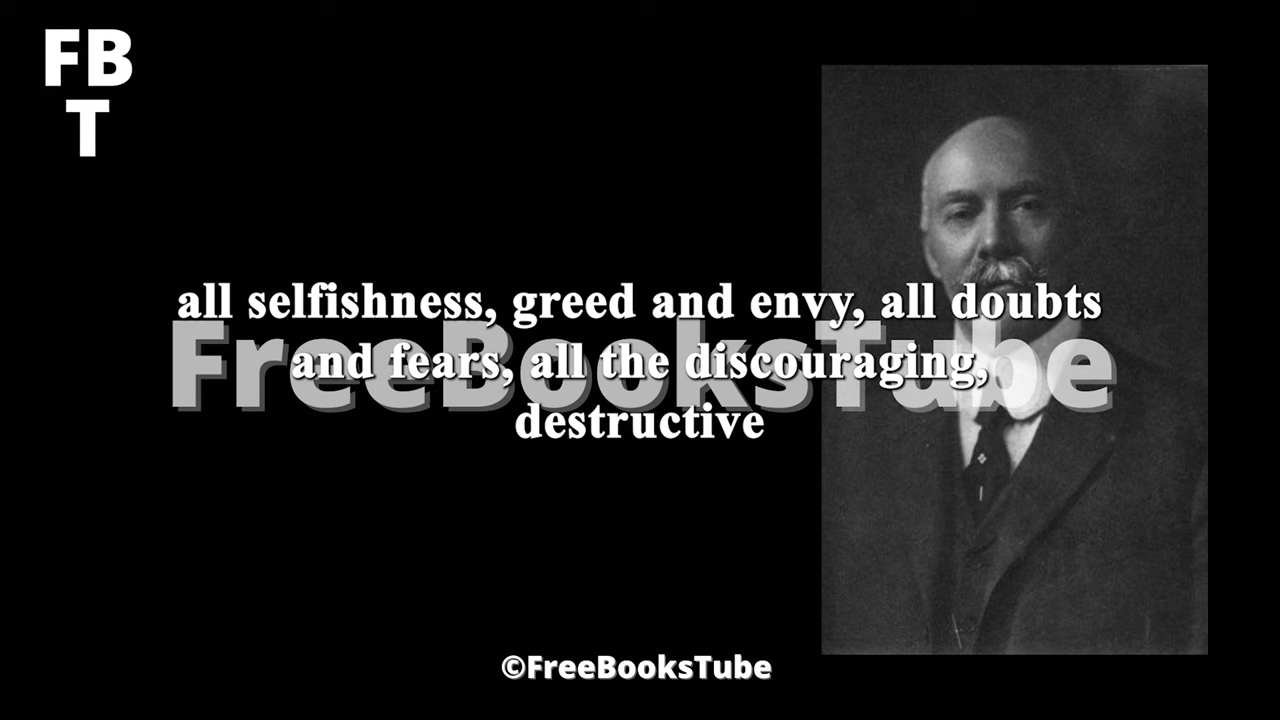 FB
T
all selfishness, greed and envy, all doubts
FreeBooksTube
and fears, all the discouraging,
destructive
©FreeBooksTube